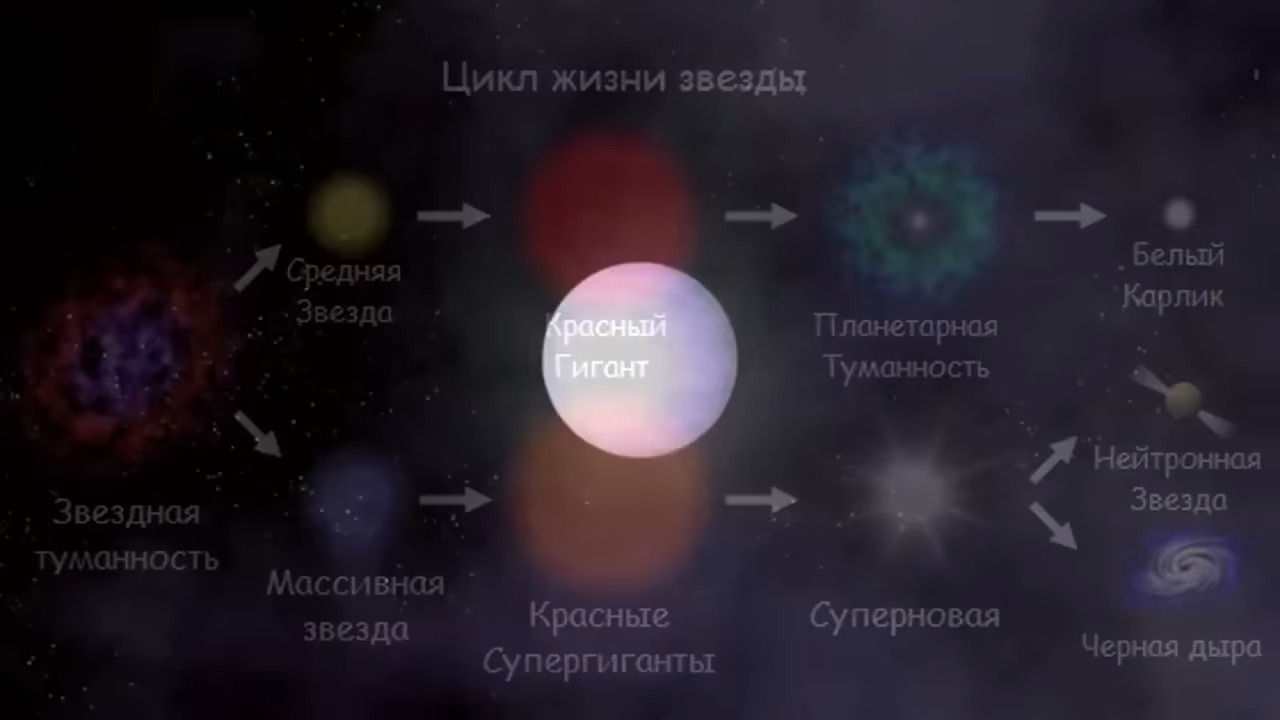 Цикл жизни звезды
Средняя
Звезда
Красный
Гигант
Планетарная
Туманность
Белый
Карлик
Звездная
туманность
Массивная
звезда
Красные
Супергиганты
Суперновая
Нейтронная
Звезда
Черная дыра